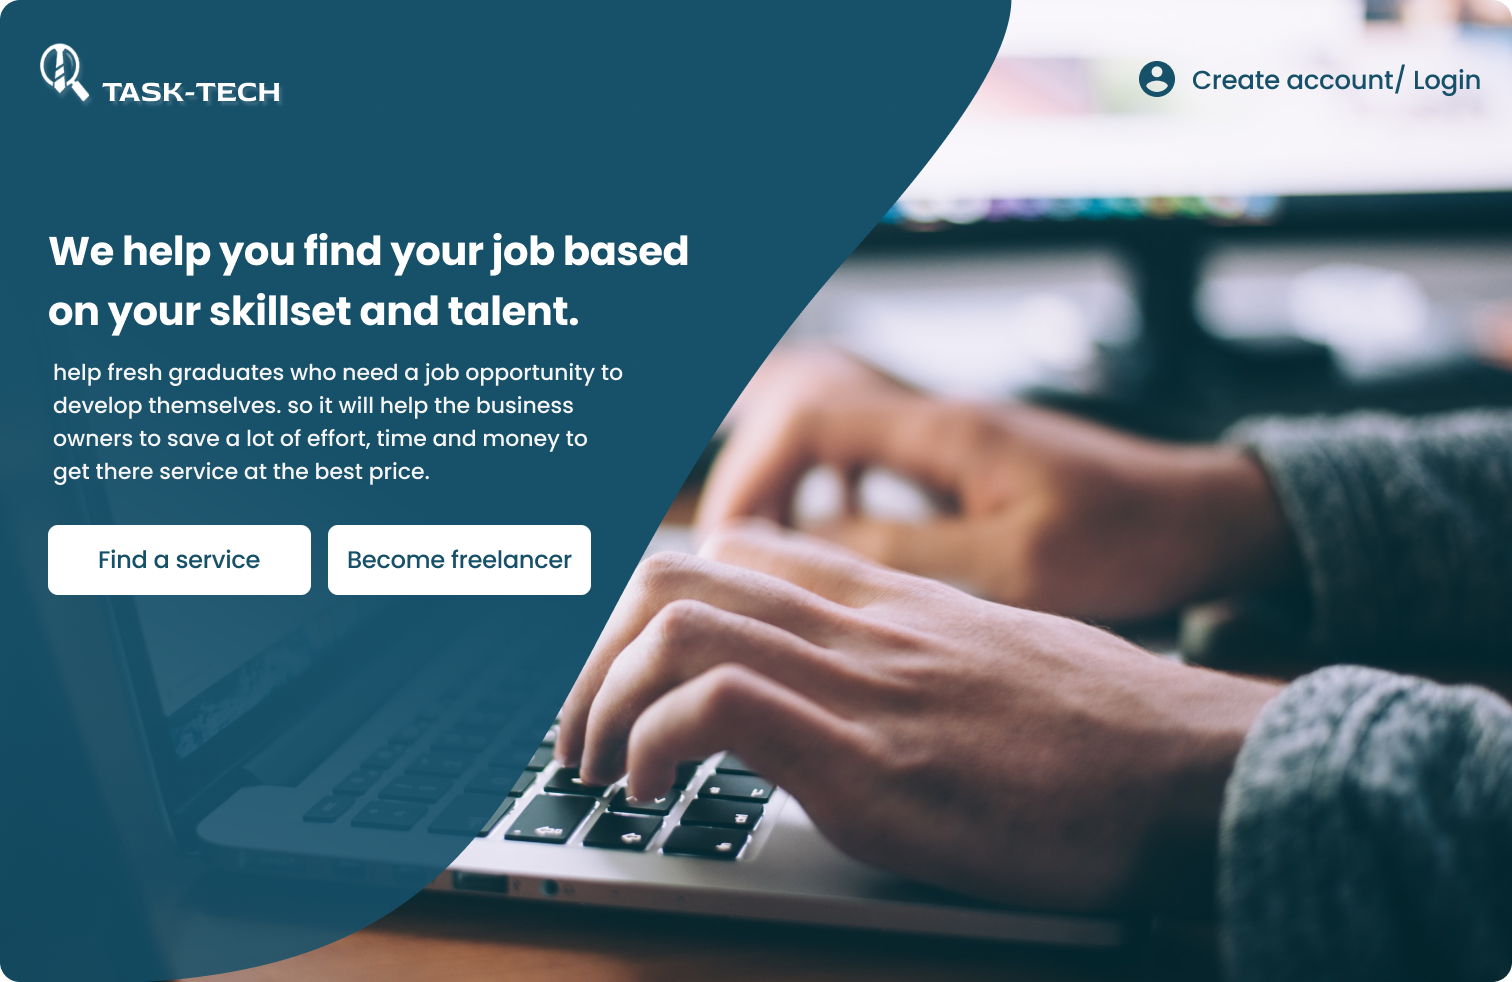 TASK-TECH
Create account/ Login
We help you find your job based
on your skillset and talent.
help fresh graduates who need a job opportunity to
develop themselves. so it will help the business
owners to save a lot of effort, time and money to
get there service at the best price.
Find a service
Become freelancer